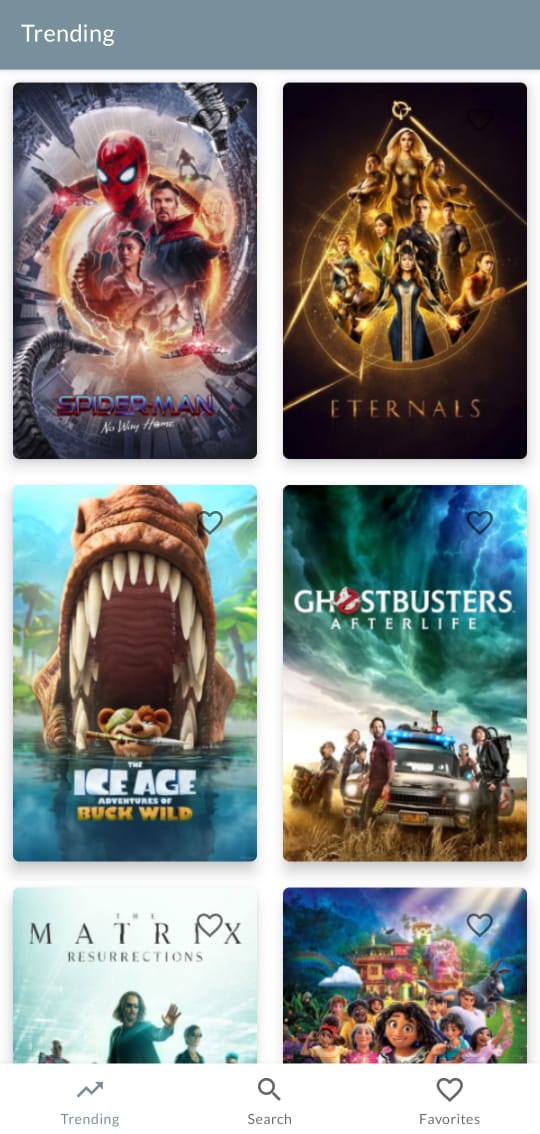 Trending
SPIDER-MAN
No Way Home
ETERNALS
THE
ICE AGE
ADVENTURES OF
BUCK WILD
GHOSTBUSTERS
AFTERLIFE
THE
MATRIX
RESURRECTIONS
Trending
Search
Favorites